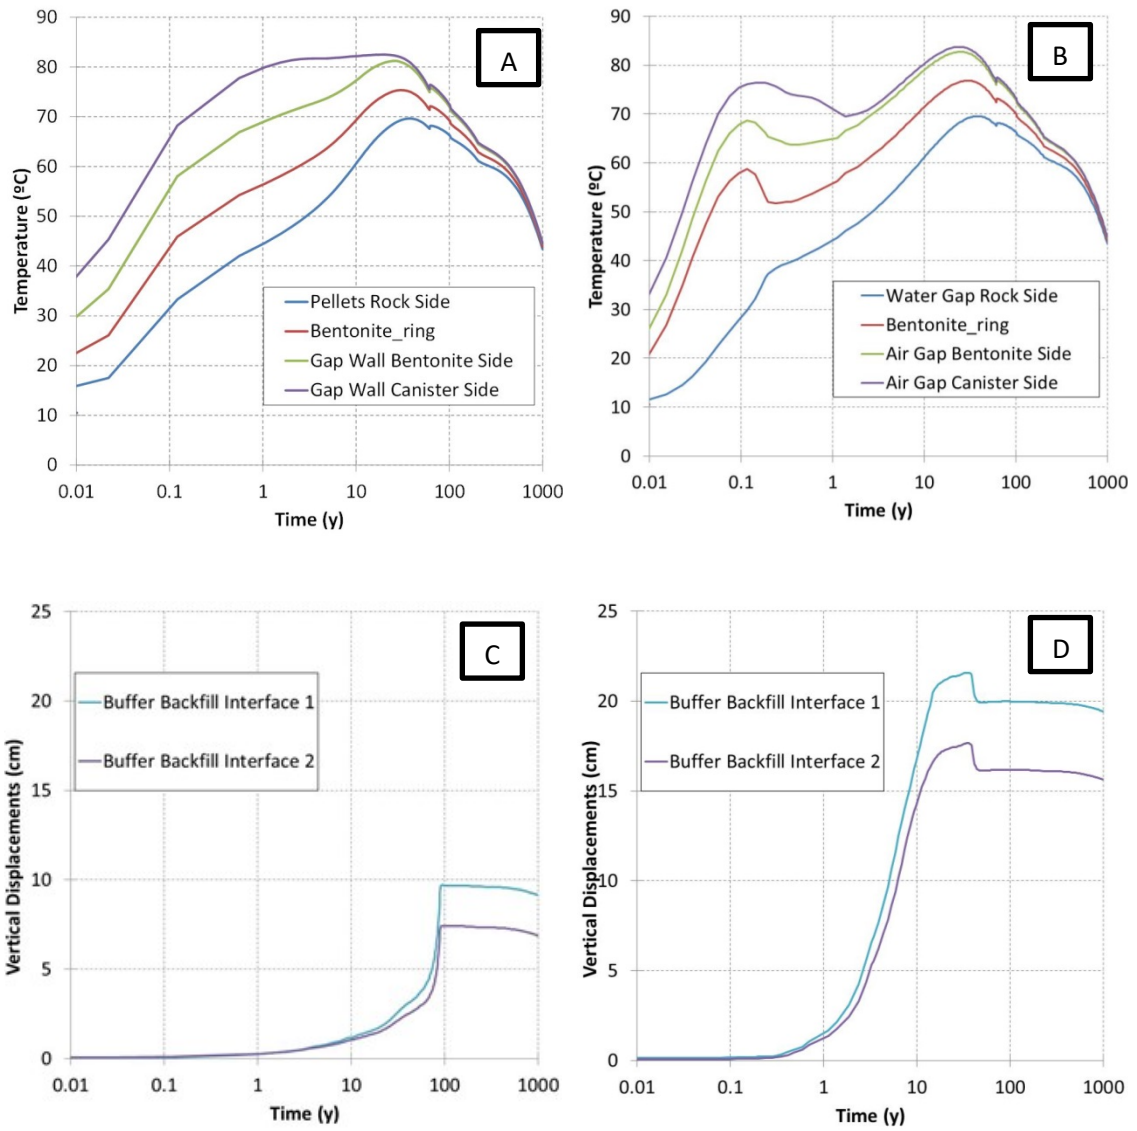 90
80
70
60
50
40
30
20
10
0
Temperature (ºC)
A
Pellets Rock Side
Bentonite_ring
Gap Wall Bentonite Side
Gap Wall Canister Side
0.01 0.1 1 10 100 1000
Time (y)
90
80
70
60
50
40
30
20
10
0
Temperature (ºC)
B
Water Gap Rock Side
Bentonite_ring
Air Gap Bentonite Side
Air Gap Canister Side
0.01 0.1 1 10 100 1000
Time (y)
25
20
15
10
5
0
Vertical Displacements (cm)
C
Buffer Backfill Interface 1
Buffer Backfill Interface 2
0.01 0.1 1 10 100 1000
Time (y)
25
20
15
10
5
0
Vertical Displacements (cm)
D
Buffer Backfill Interface 1
Buffer Backfill Interface 2
0.01 0.1 1 10 100 1000
Time (y)